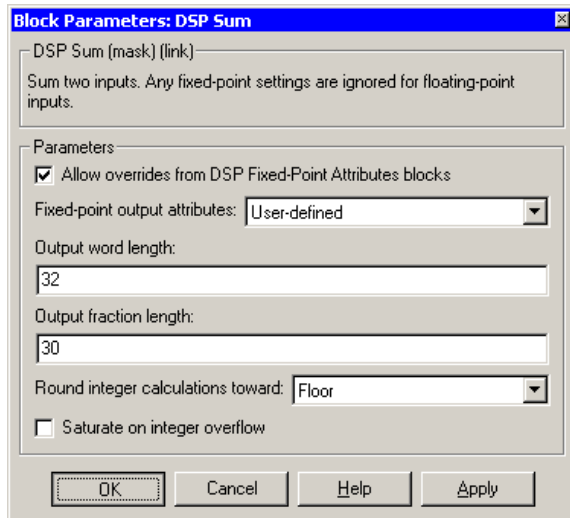 Block Parameters: DSP Sum
DSP Sum (mask) (link)
Sum two inputs. Any fixed-point settings are ignored for floating-point
inputs.
Parameters
Allow overrides from DSP Fixed-Point Attributes blocks
Fixed-point output attributes: User-defined
Output word length:
32
Output fraction length:
30
Round integer calculations toward: Floor
Saturate on integer overflow
OK Cancel Help Apply